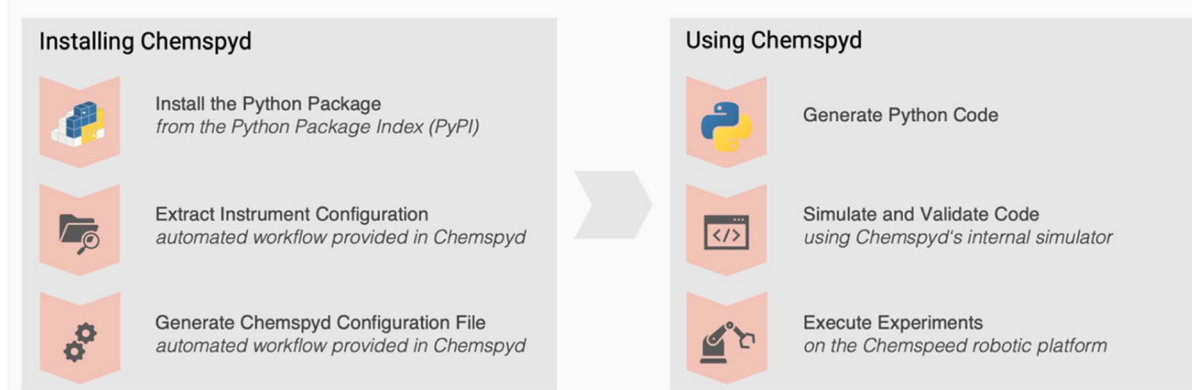 Installing Chemspyd
Install the Python Package
from the Python Package Index (PyPI)
Extract Instrument Configuration
automated workflow provided in Chemspyd
Generate Chemspyd Configuration File
automated workflow provided in Chemspyd
Using Chemspyd
Generate Python Code
</>
Simulate and Validate Code
using Chemspyd's internal simulator
Execute Experiments
on the Chemspeed robotic platform